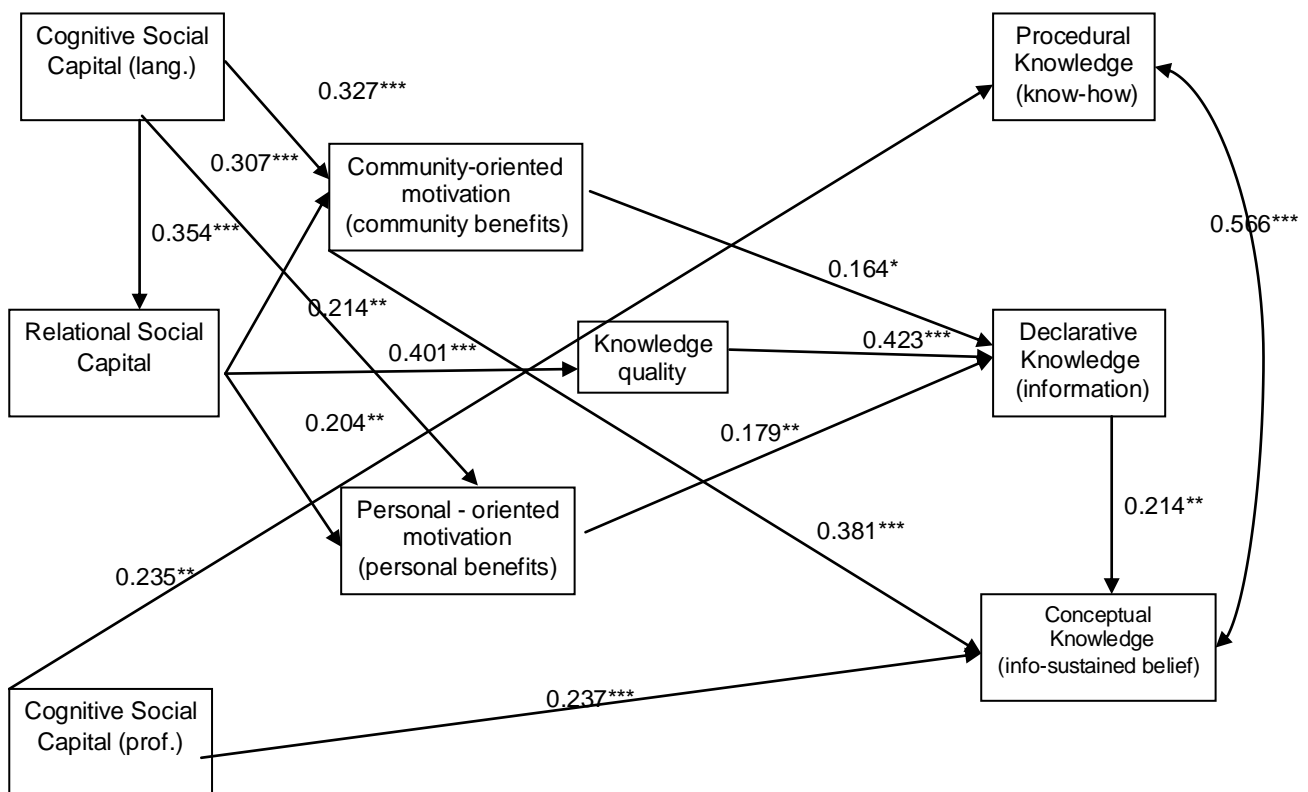 Cognitive Social
Capital (lang.)
Procedural
Knowledge
(know-how)
0.327***
0.307***
Community-oriented
motivation
(community benefits)
0.354***
0.566***
0.164*
0.214**
Relational Social
Capital
0.401***
Knowledge
quality
0.423***
Declarative
Knowledge
(information)
0.204**
0.179**
Personal - oriented
motivation
(personal benefits)
0.214**
0.381***
0.235**
Conceptual
Knowledge
(info-sustained belief)
0.237***
Cognitive Social
Capital (prof.)